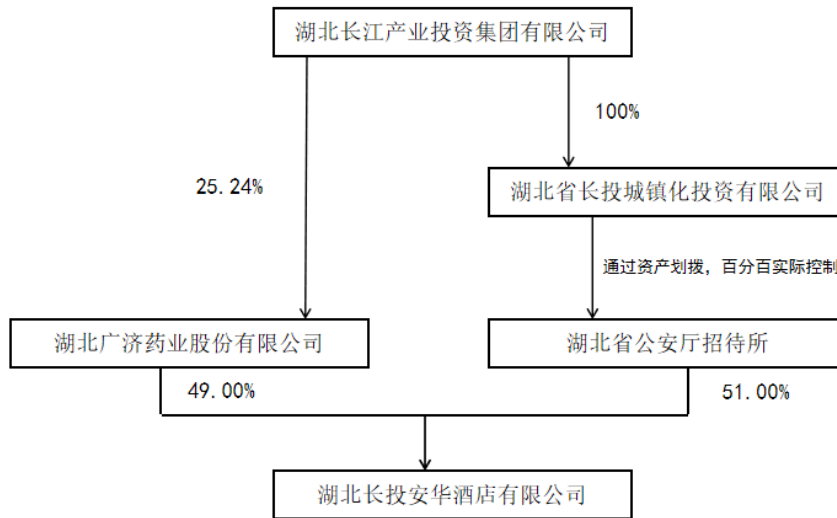 湖北长江产业投资集团有限公司
100%
25.24%
湖北省长投城镇化投资有限公司
通过资产划拨，百分百实际控制
湖北广济药业股份有限公司
湖北省公安厅招待所
49.00%
51.00%
湖北长投安华酒店有限公司